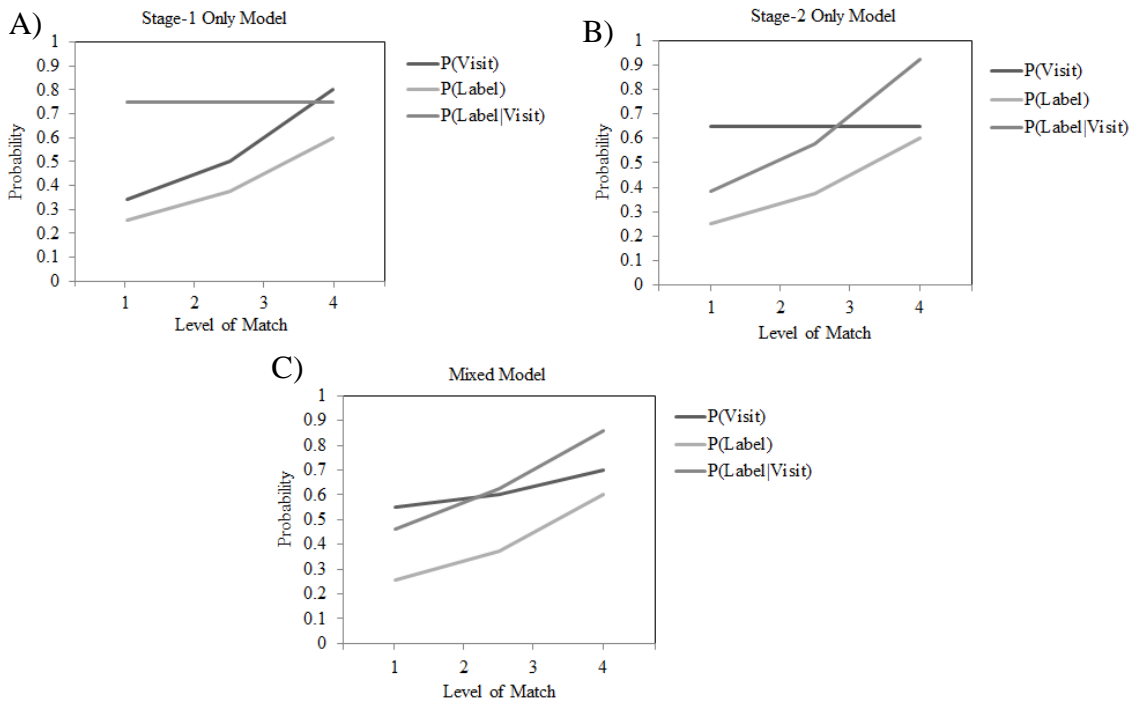 A)
Stage-1 Only Model
1
0.9
0.8
0.7
0.6
0.5
0.4
0.3
0.2
0.1
0
Probability
1 2 3 4
Level of Match
P(Visit)
P(Label)
P(Label|Visit)
B)
Stage-2 Only Model
1
0.9
0.8
0.7
0.6
0.5
0.4
0.3
0.2
0.1
0
Probability
1 2 3 4
Level of Match
P(Visit)
P(Label)
P(Label|Visit)
C)
Mixed Model
1
0.9
0.8
0.7
0.6
0.5
0.4
0.3
0.2
0.1
0
Probability
1 2 3 4
Level of Match
P(Visit)
P(Label)
P(Label|Visit)